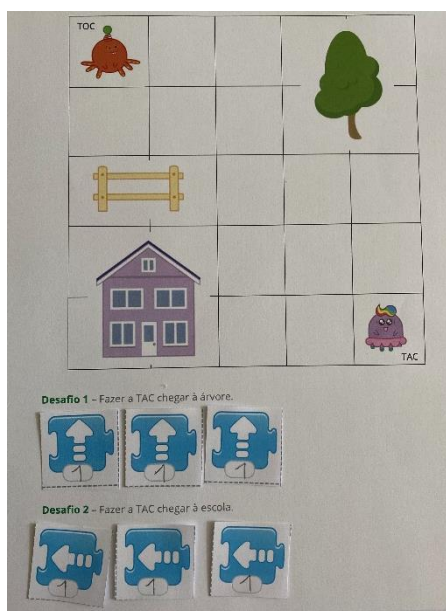 TOC
TAC
Desafio 1 – Fazer a TAC chegar à árvore.
1 1 1
Desafio 2 – Fazer a TAC chegar à escola.
1 1 1